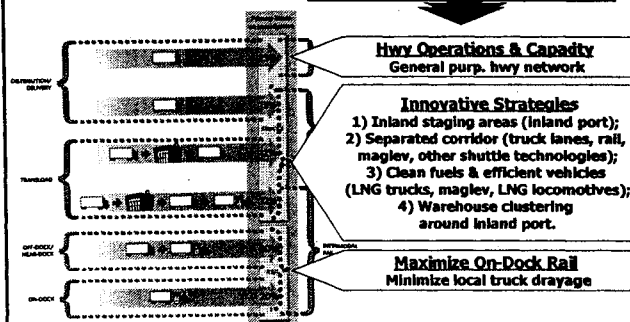 Hwy Operations & Capacity
General purp. hwy network
DISTRIBUTION/
DELIVERY
Innovative Strategies
1) Inland staging areas (inland port);
2) Separated corridor (truck lanes, rail,
maglev, other shuttle technologies);
3) Clean fuels & efficient vehicles
(LNG trucks, maglev, LNG locomotives);
4) Warehouse clustering
around inland port.
TRANSLOAD
OFF-DOCK/
NEAR-DOCK
INTERMODAL
RAIL
Maximize On-Dock Rail
Minimize local truck drayage
ON-DOCK